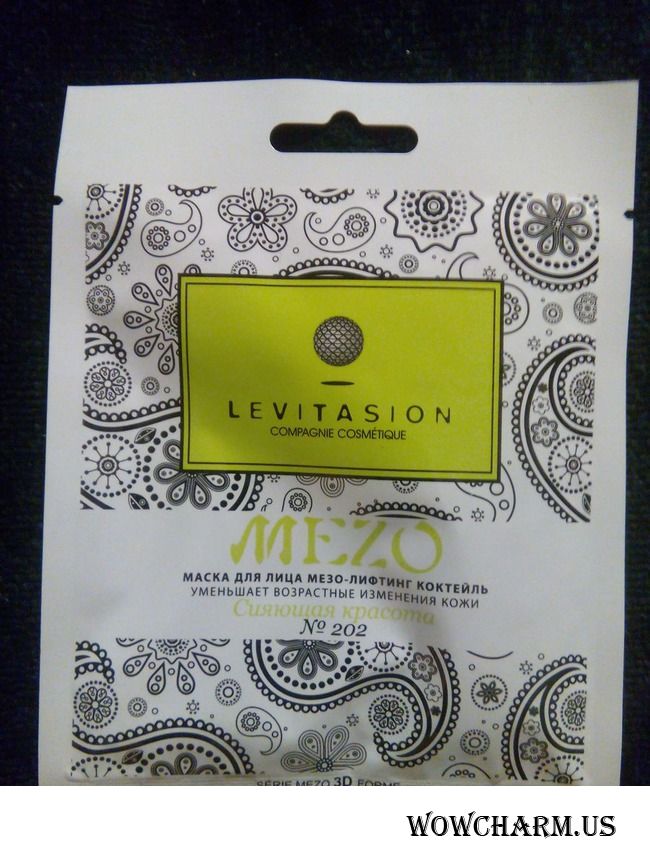 LEVITASION
COMPAGNIE COSMÉTIQUE
MEZO
МАСКА ДЛЯ ЛИЦА МЕЗО-ЛИФТИНГ КОКТЕЙЛЬ
УМЕНЬШАЕТ ВОЗРАСТНЫЕ ИЗМЕНЕНИЯ КОЖИ
Сияющая красота
№ 202
SÉRIE MEZO 3D FORME
WOWCHARM.US